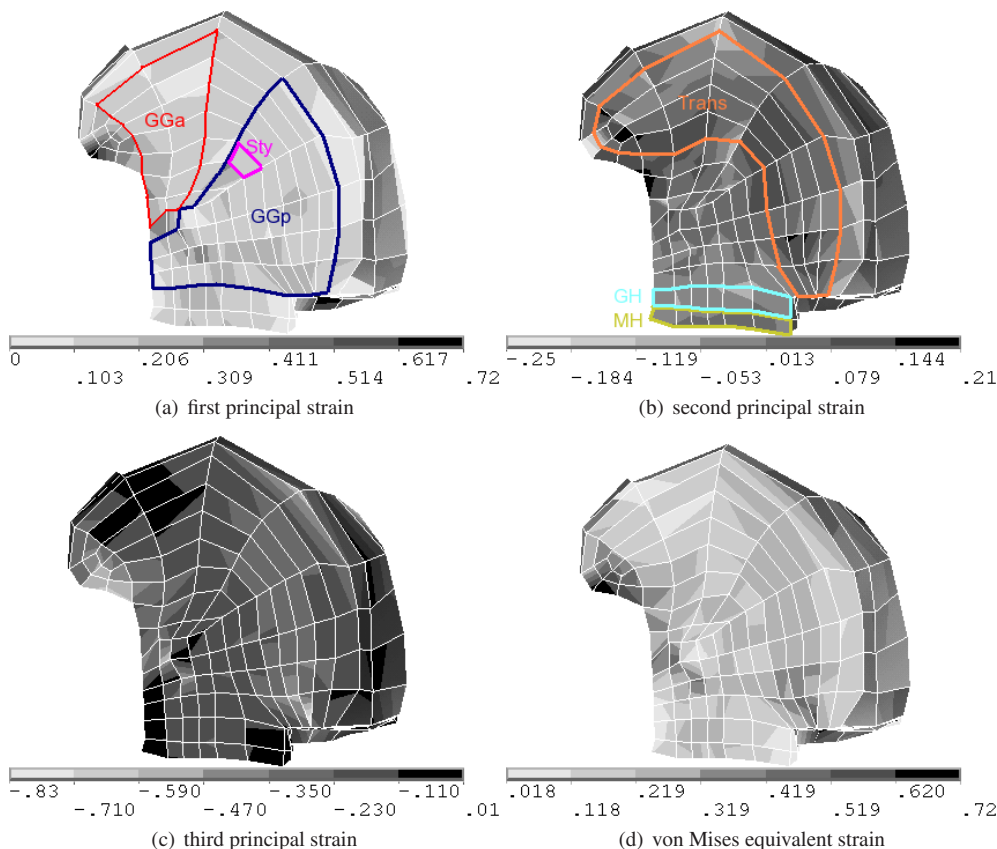 GGa
Sty
GGp
0 .206 .411 .617
.103 .309 .514 .72
(a) first principal strain
Trans
GH
MH
-.25 -.119 .013 .144
-.184 -.053 .079 .21
(b) second principal strain
-.83 -.590 -.350 -.110
-.710 -.470 -.230 .01
(c) third principal strain
.018 .219 .419 .620
.118 .319 .519 .72
(d) von Mises equivalent strain